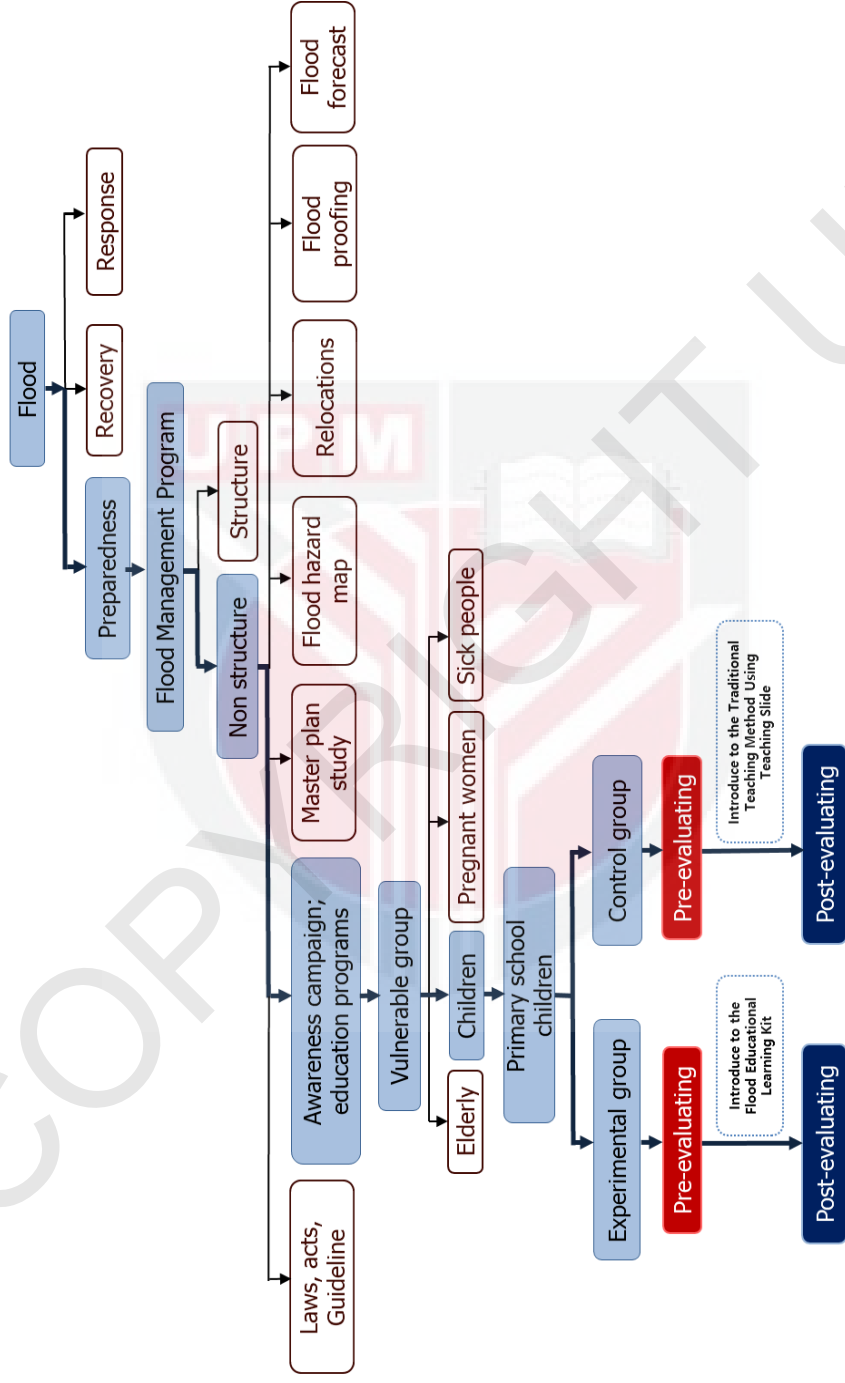 Flood
Preparedness
Recovery
Response
Flood Management Program
Non structure
Structure
Laws, acts,
Guideline
Awareness campaign;
education programs
Master plan
study
Flood hazard
map
Relocations
Flood
proofing
Flood
forecast
Vulnerable group
Elderly
Children
Pregnant women
Sick people
Primary school
children
Experimental group
Control group
Pre-evaluating
Pre-evaluating
Introduce to the
Flood Educational
Learning Kit
Introduce to the Traditional
Teaching Method Using
Teaching Slide
Post-evaluating
Post-evaluating
UPM
COPYRIGHT U